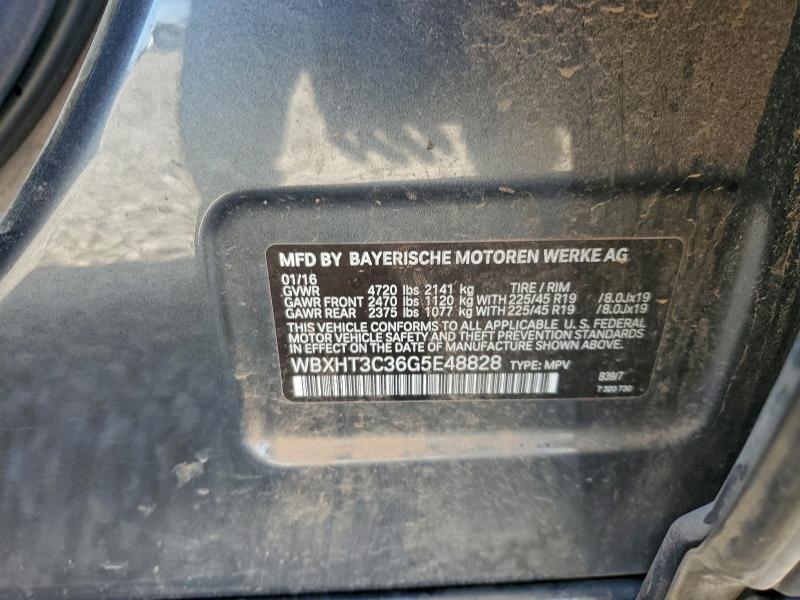 MFD BY BAYERISCHE MOTOREN WERKE AG
01/16
GVWR 4720 lbs 2141 kg TIRE / RIM
GAWR FRONT 2470 lbs 1120 kg WITH 225/45 R19 /8.0Jx19
GAWR REAR 2375 lbs 1077 kg WITH 225/45 R19 /8.0Jx19
THIS VEHICLE CONFORMS TO ALL APPLICABLE U. S. FEDERAL
MOTOR VEHICLE SAFETY AND THEFT PREVENTION STANDARDS
IN EFFECT ON THE DATE OF MANUFACTURE SHOWN ABOVE.
WBXHT3C36G5E48828 TYPE: MPV B39/7
7 320 730